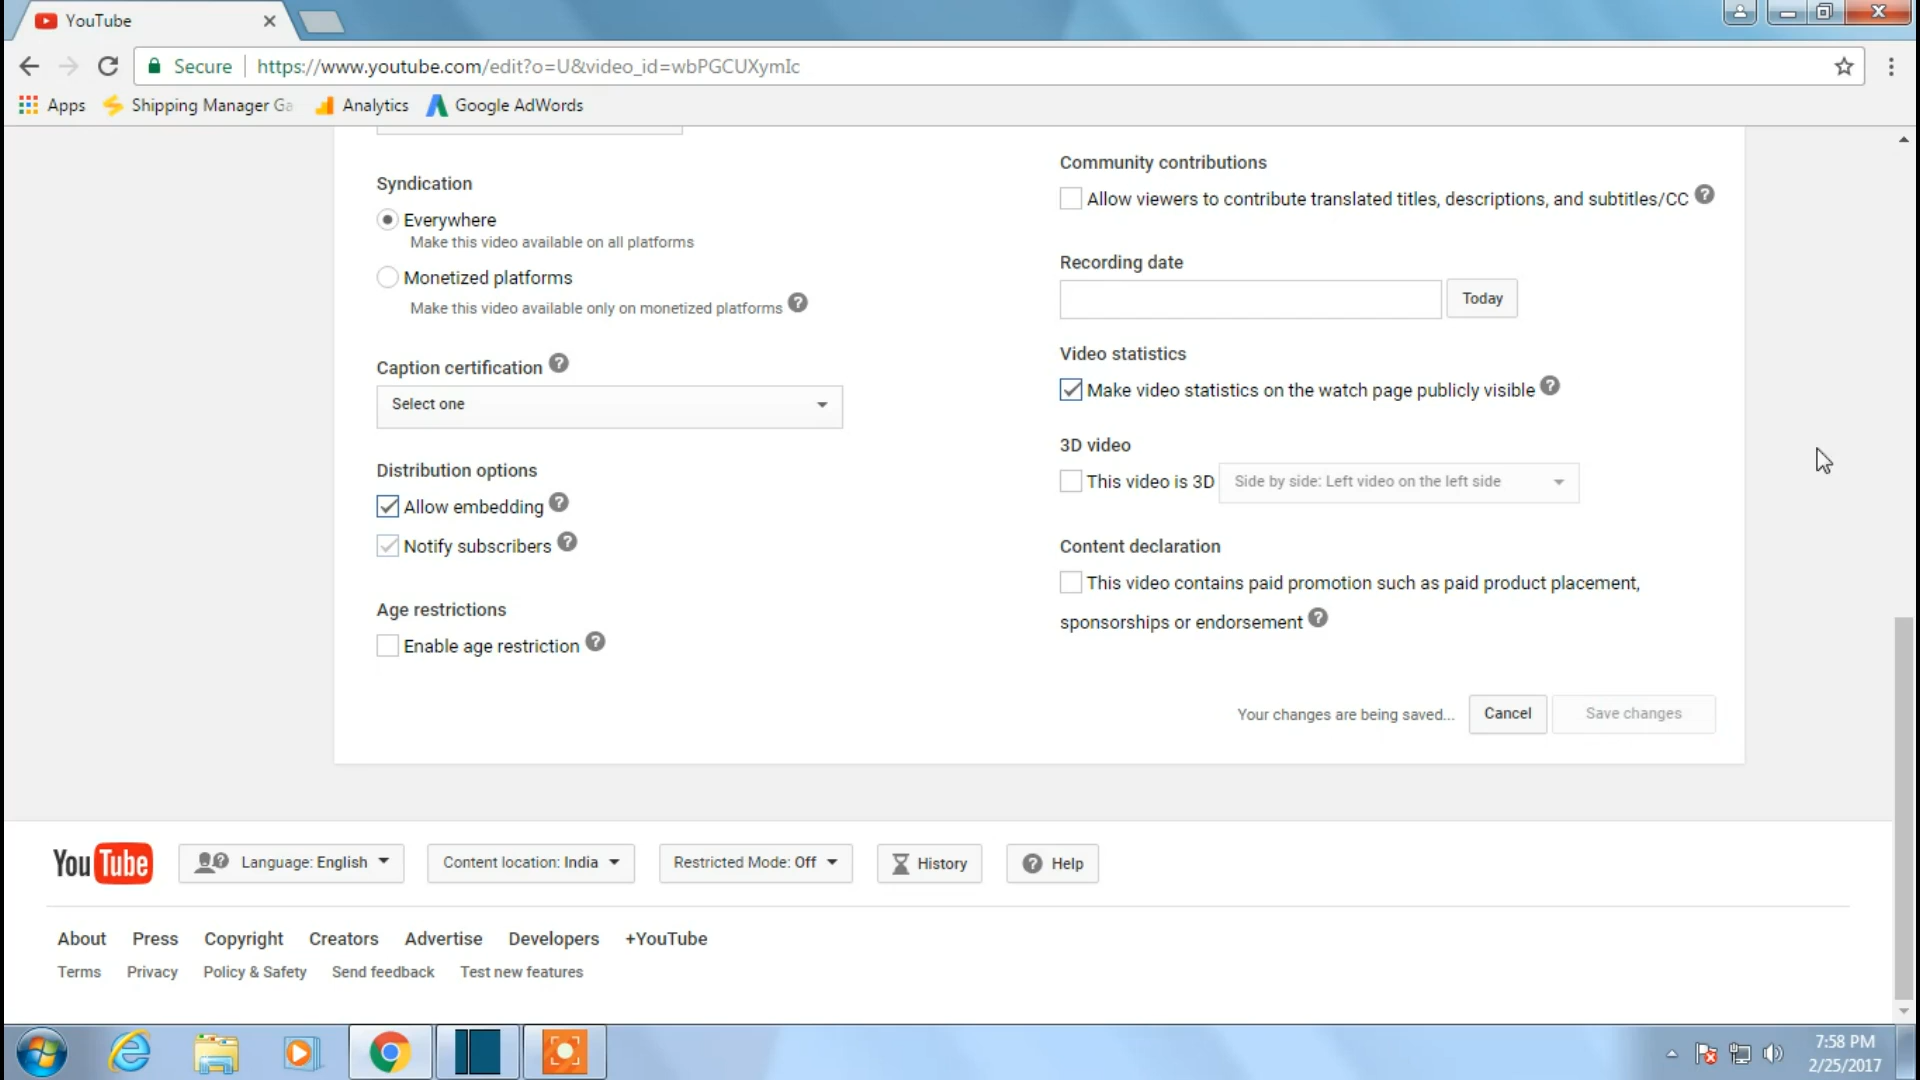 YouTube
Secure https://www.youtube.com/edit?o=U&video_id=wbPGCUXymIc
Apps Shipping Manager Ga Analytics Google AdWords
Syndication
Everywhere
Make this video available on all platforms
Monetized platforms
Make this video available only on monetized platforms ?
Caption certification ?
Select one
Distribution options
Allow embedding ?
Notify subscribers ?
Age restrictions
Enable age restriction ?
Community contributions
Allow viewers to contribute translated titles, descriptions, and subtitles/CC ?
Recording date
Today
Video statistics
Make video statistics on the watch page publicly visible ?
3D video
This video is 3D Side by side: Left video on the left side
Content declaration
This video contains paid promotion such as paid product placement,
sponsorships or endorsement ?
Your changes are being saved... Cancel Save changes
YouTube Language: English Content location: India Restricted Mode: Off History ? Help
About Press Copyright Creators Advertise Developers +YouTube
Terms Privacy Policy & Safety Send feedback Test new features
7:58 PM
2/25/2017